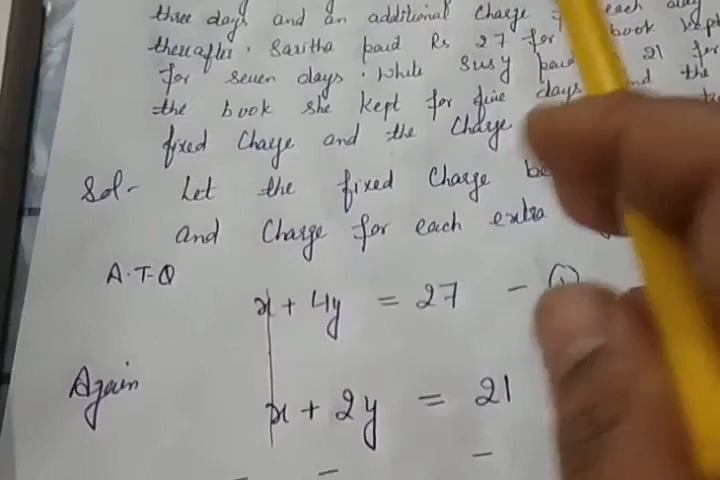 three days and an additional charge each
thereafter. Saritha paid Rs 27 for book kept
for seven days. While Susy 21 for
the book she kept for five days the
fixed Charge and the Charge
Sol- Let the fixed Charge be
and Charge for each extra
A.T.Q
x + 4y = 27 - ①
Again
x + 2y = 21
- - -